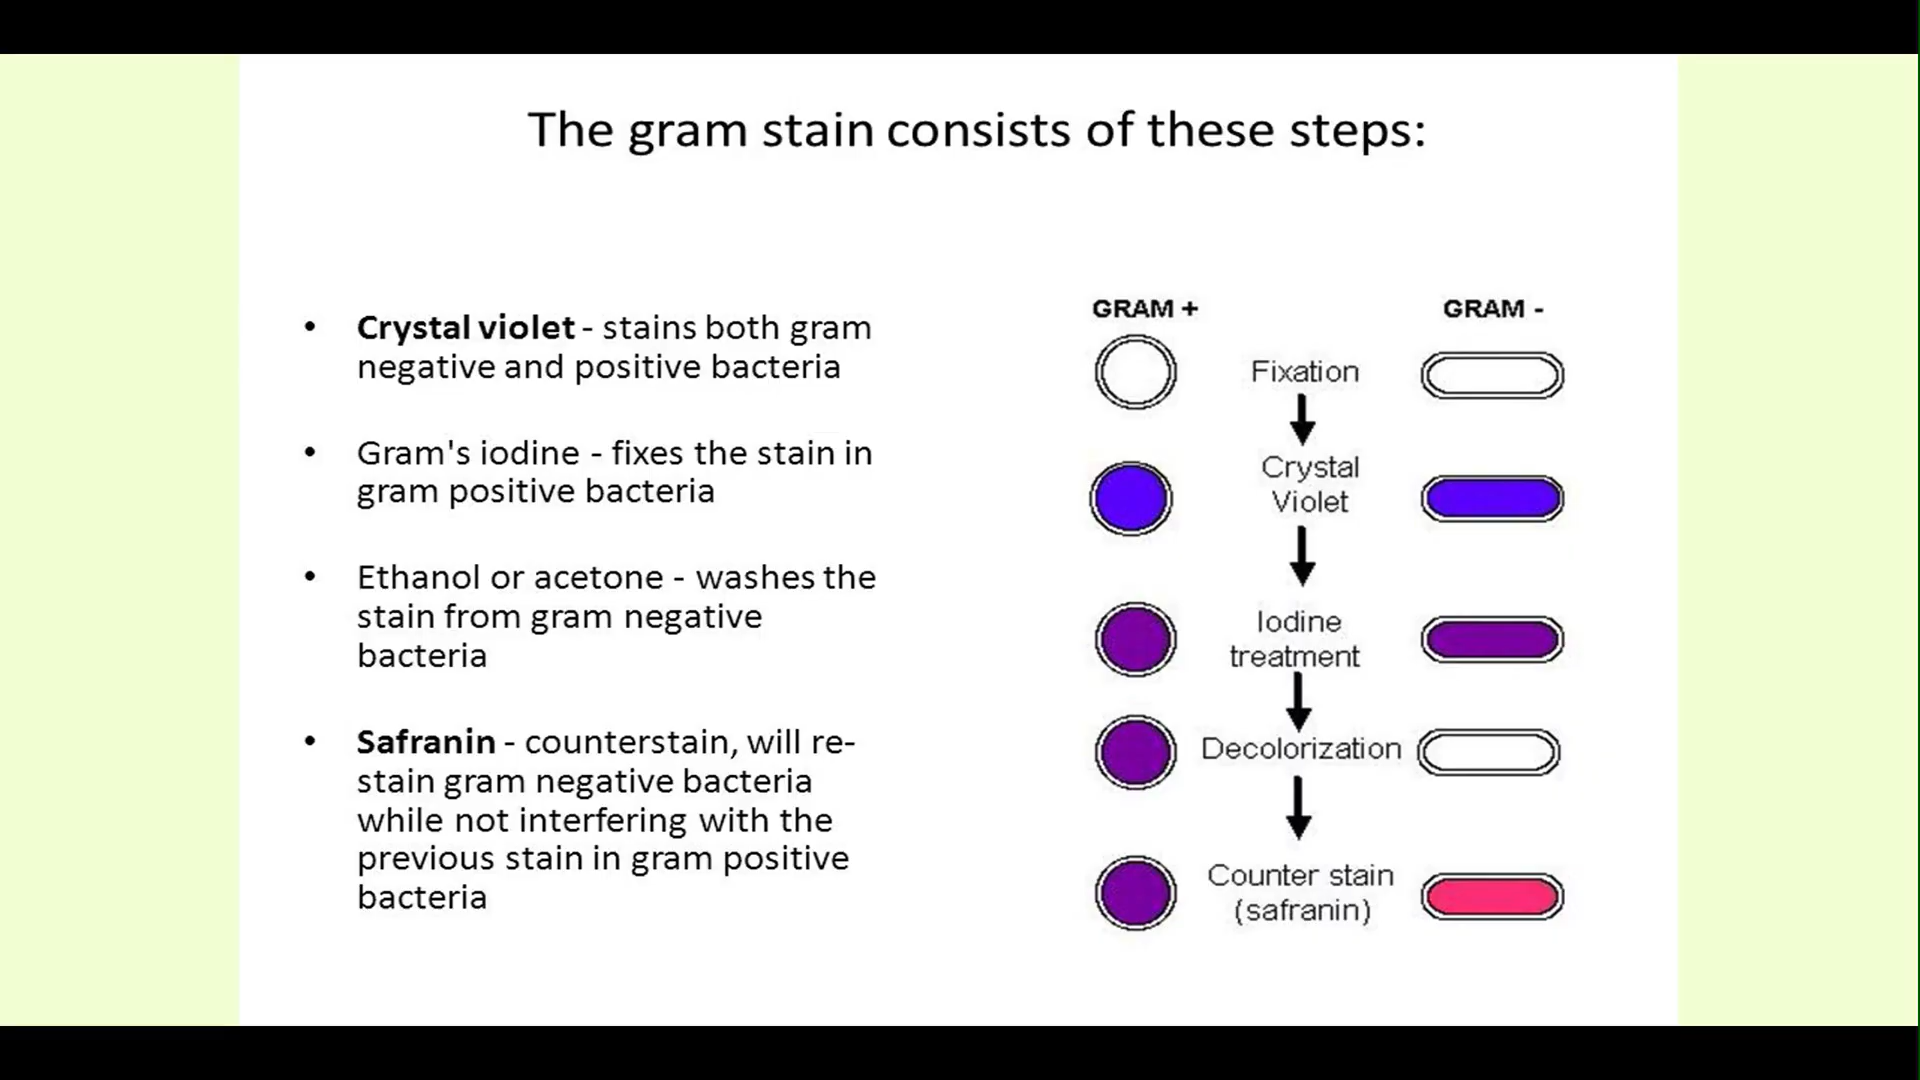 The gram stain consists of these steps:
• Crystal violet - stains both gram
negative and positive bacteria
• Gram's iodine - fixes the stain in
gram positive bacteria
• Ethanol or acetone - washes the
stain from gram negative
bacteria
• Safranin - counterstain, will re-
stain gram negative bacteria
while not interfering with the
previous stain in gram positive
bacteria
GRAM + GRAM -
Fixation
Crystal
Violet
Iodine
treatment
Decolorization
Counter stain
(safranin)